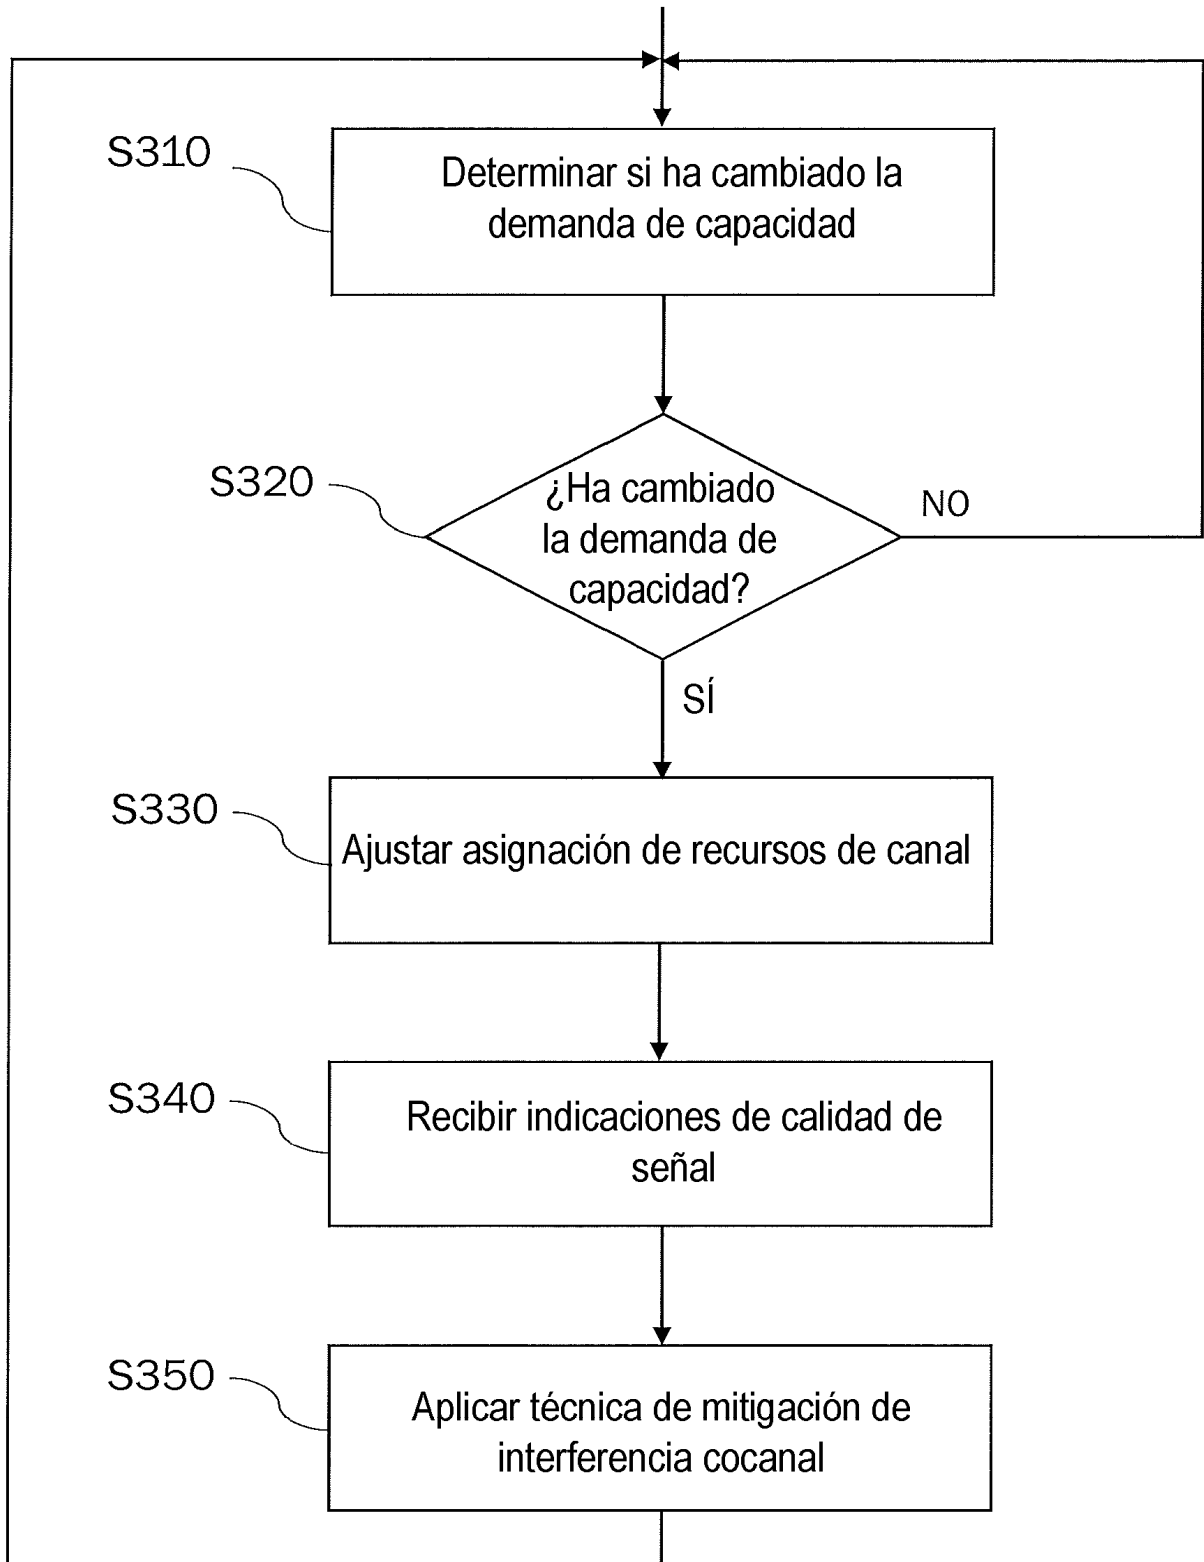 S310
Determinar si ha cambiado la
demanda de capacidad
S320
¿Ha cambiado
la demanda de
capacidad?
NO
SÍ
S330
Ajustar asignación de recursos de canal
S340
Recibir indicaciones de calidad de
señal
S350
Aplicar técnica de mitigación de
interferencia cocanal